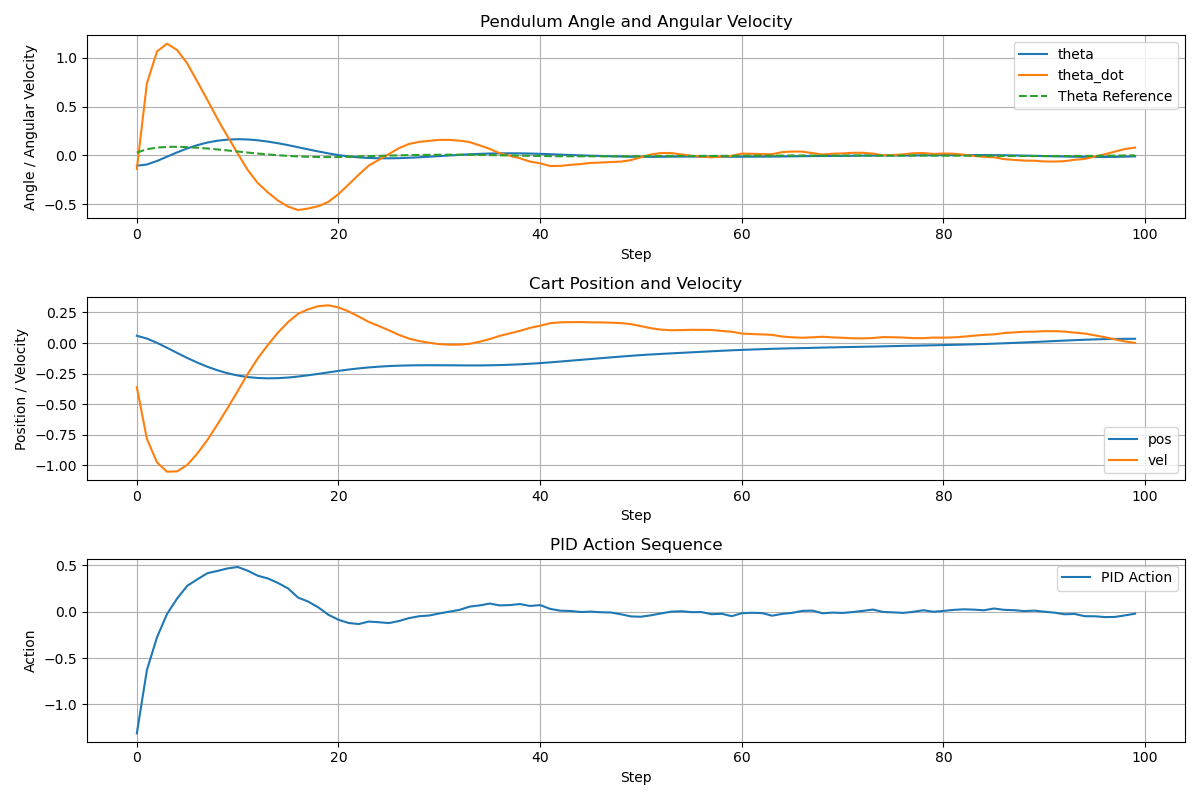 Pendulum Angle and Angular Velocity
Angle / Angular Velocity
1.0
0.5
0.0
−0.5
theta
theta_dot
Theta Reference
0 20 40 60 80 100
Step
Cart Position and Velocity
Position / Velocity
0.25
0.00
−0.25
−0.50
−0.75
−1.00
pos
vel
0 20 40 60 80 100
Step
PID Action Sequence
Action
0.5
0.0
−0.5
−1.0
PID Action
0 20 40 60 80 100
Step